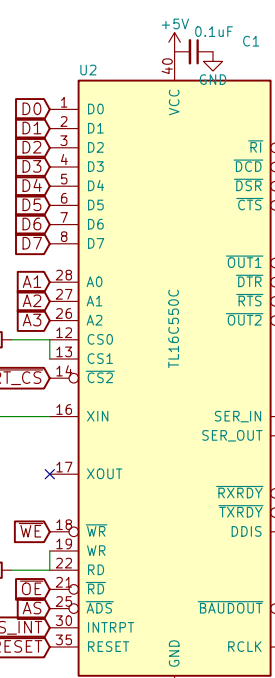 +5V
0.1uF
C1
GND
U2
40
VCC
D0 1 D0
D1 2 D1
D2 3 D2
D3 4 D3
D4 5 D4
D5 6 D5
D6 7 D6
D7 8 D7
RI
DCD
DSR
CTS
OUT1
DTR
RTS
OUT2
A1 28 A0
A2 27 A1
A3 26 A2
12 CS0
13 CS1
RT_CS 14 CS2
TL16C550C
16 XIN
SER_IN
SER_OUT
17 XOUT
RXRDY
TXRDY
DDIS
WE 18 WR
19 WR
22 RD
OE 21 RD
AS 25 ADS
BAUDOUT
S_INT 30 INTRPT
RESET 35 RESET
RCLK
GND